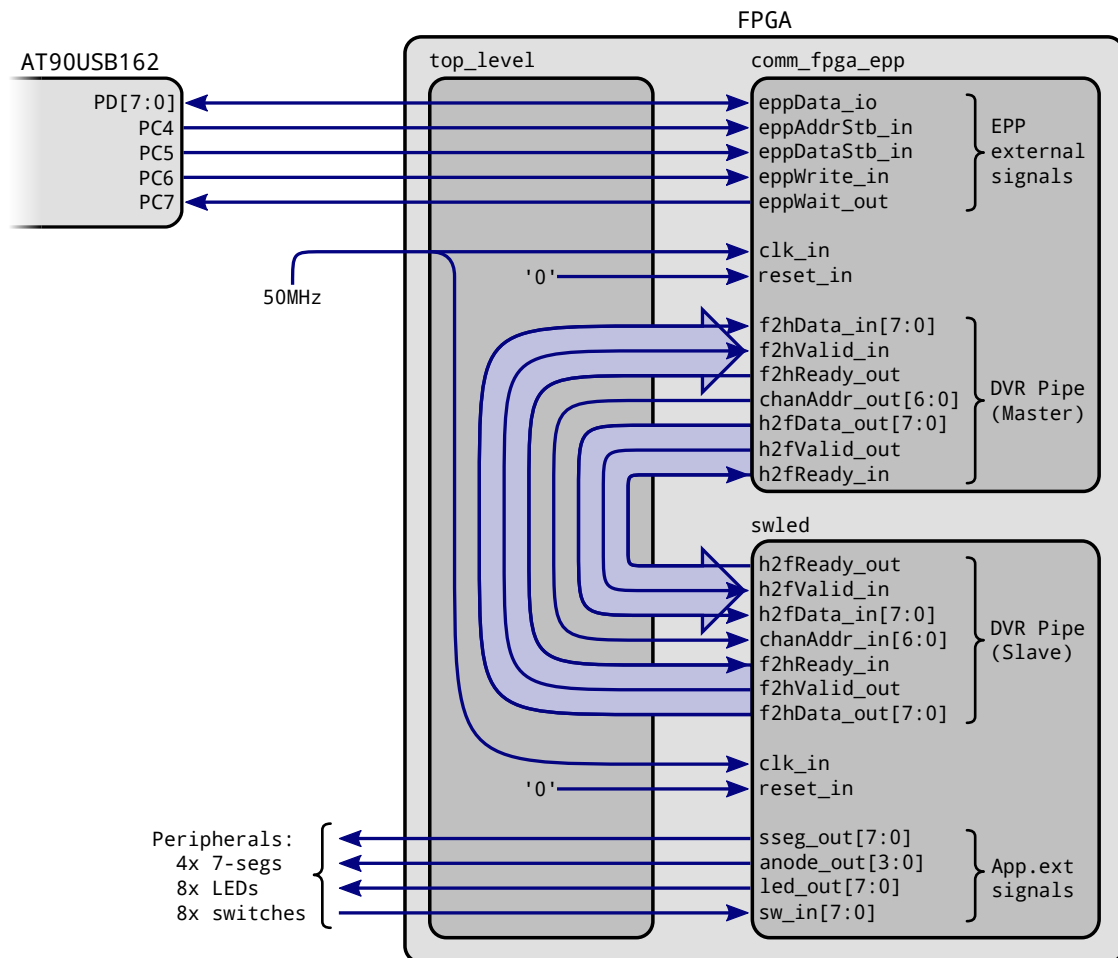 FPGA
AT90USB162
top_level
comm_fpga_epp
PD[7:0]
PC4
PC5
PC6
PC7
eppData_io
eppAddrStb_in
eppDataStb_in
eppWrite_in
eppWait_out
EPP
external
signals
clk_in
'0'
reset_in
50MHz
f2hData_in[7:0]
f2hValid_in
f2hReady_out
chanAddr_out[6:0]
h2fData_out[7:0]
h2fValid_out
h2fReady_in
DVR Pipe
(Master)
swled
h2fReady_out
h2fValid_in
h2fData_in[7:0]
chanAddr_in[6:0]
f2hReady_in
f2hValid_out
f2hData_out[7:0]
DVR Pipe
(Slave)
clk_in
'0'
reset_in
Peripherals:
4x 7-segs
8x LEDs
8x switches
sseg_out[7:0]
anode_out[3:0]
led_out[7:0]
sw_in[7:0]
App.ext
signals